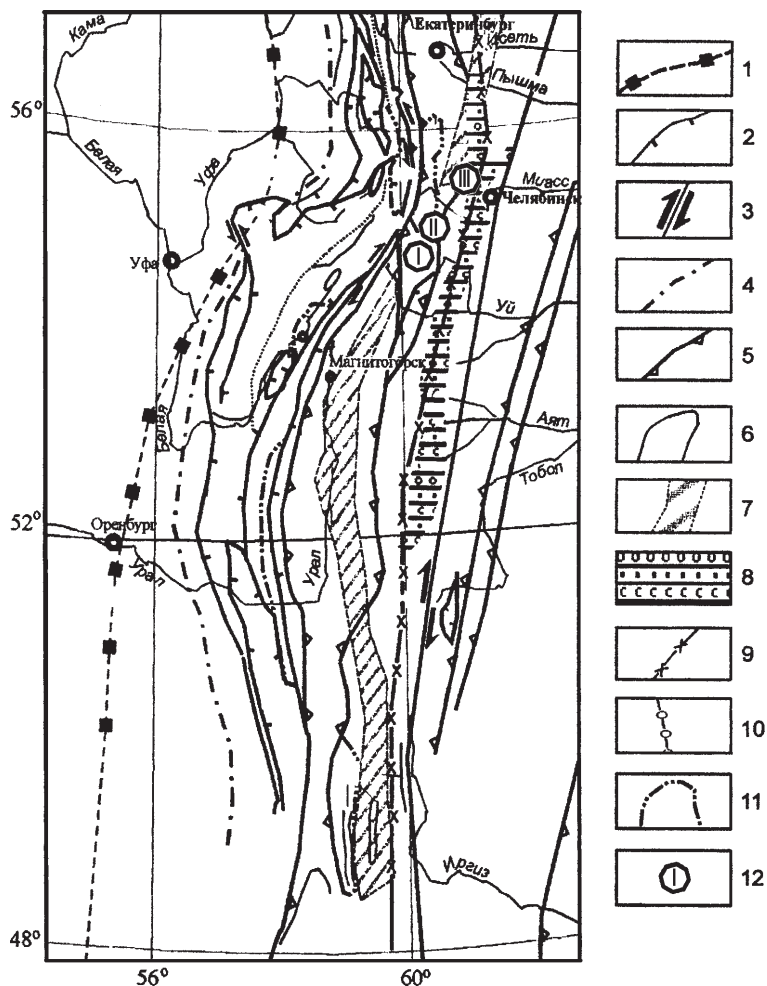 Екатеринбург
Кама
Исеть
Пышма
56°
Белая
Уфа
III
Миасс
Челябинск
II
I
Уфа
Уй
Магнитогорск
Аят
Белая
Тобол
52°
Оренбург
Урал
Урал
Иргиз
48°
56°
60°
1
2
3
4
5
6
7
8
9
10
11
I
12